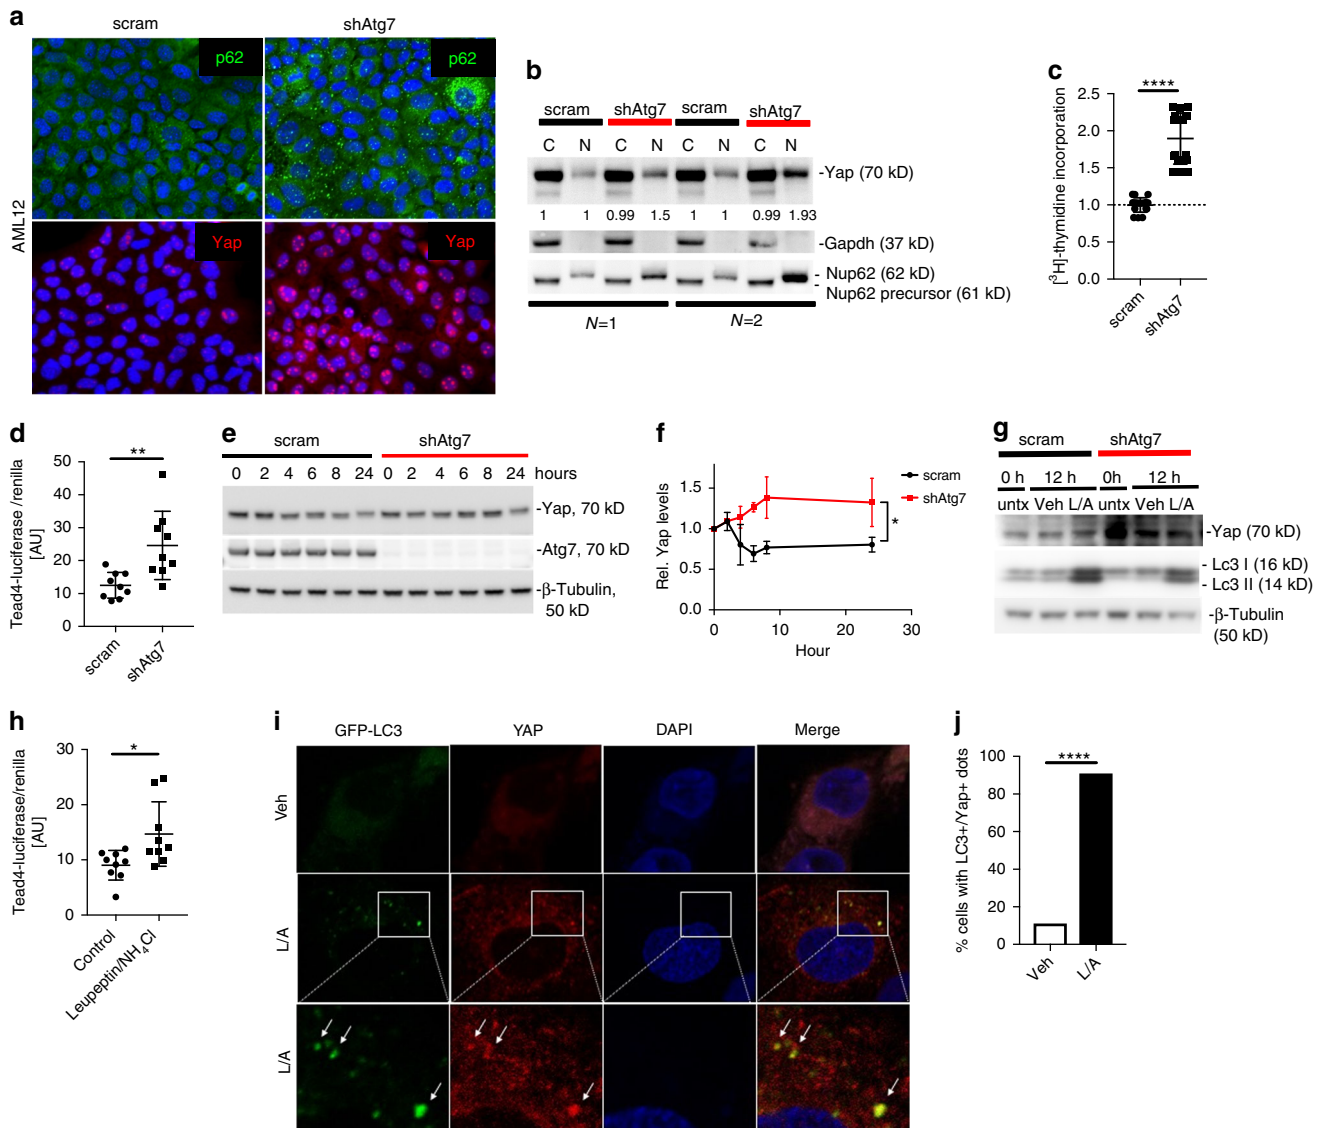 a
scram
shAtg7
AML12
p62
p62
Yap
Yap
b
scram
shAtg7
scram
shAtg7
C N C N C N C N
-Yap (70 kD)
1 1 0.99 1.5 1 1 0.99 1.93
-Gapdh (37 kD)
- Nup62 (62 kD)
- Nup62 precursor (61 kD)
N=1
N=2
c
****
[³H]-thymidine incorporation
2.5
2.0
1.5
1.0
0.5
0.0
scram
shAtg7
d
**
Tead4-luciferase /renilla
[AU]
50
40
30
20
10
0
scram
shAtg7
e
scram
shAtg7
0 2 4 6 8 24 0 2 4 6 8 24 hours
-Yap, 70 kD
-Atg7, 70 kD
-β-Tubulin,
50 kD
f
Rel. Yap levels
1.5
1.0
0.5
0.0
0 10 20 30
Hour
scram
shAtg7
*
g
scram
shAtg7
0 h 12 h 0h 12 h
untx Veh L/A untx Veh L/A
-Yap (70 kD)
- Lc3 I (16 kD)
- Lc3 II (14 kD)
-β-Tubulin
(50 kD)
h
*
Tead4-luciferase/renilla
[AU]
30
20
10
0
Control
Leupeptin/NH₄Cl
i
GFP-LC3
YAP
DAPI
Merge
Veh
L/A
L/A
j
****
% cells with LC3+/Yap+ dots
100
80
60
40
20
0
Veh
L/A